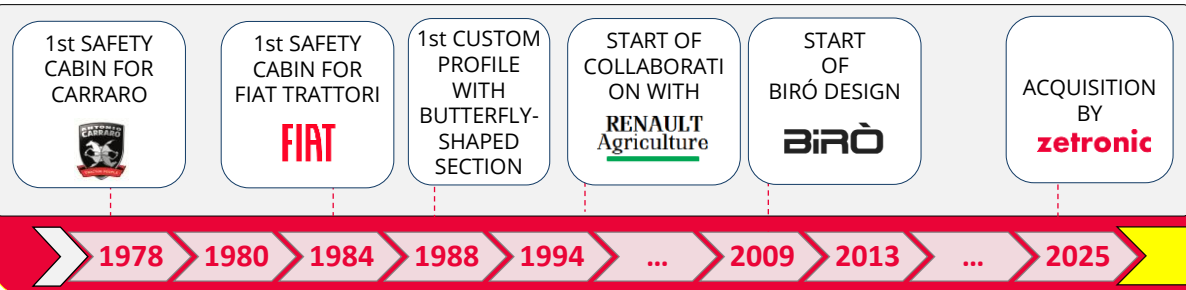 1st SAFETY
CABIN FOR
CARRARO
ANTONIO
CARRARO
1st SAFETY
CABIN FOR
FIAT TRATTORI
FIAT
1st CUSTOM
PROFILE
WITH
BUTTERFLY-
SHAPED
SECTION
START OF
COLLABORATI
ON WITH
RENAULT
Agriculture
START
OF
BIRÓ DESIGN
BiRÒ
ACQUISITION
BY
zetronic
1978
1980
1984
1988
1994
...
2009
2013
...
2025